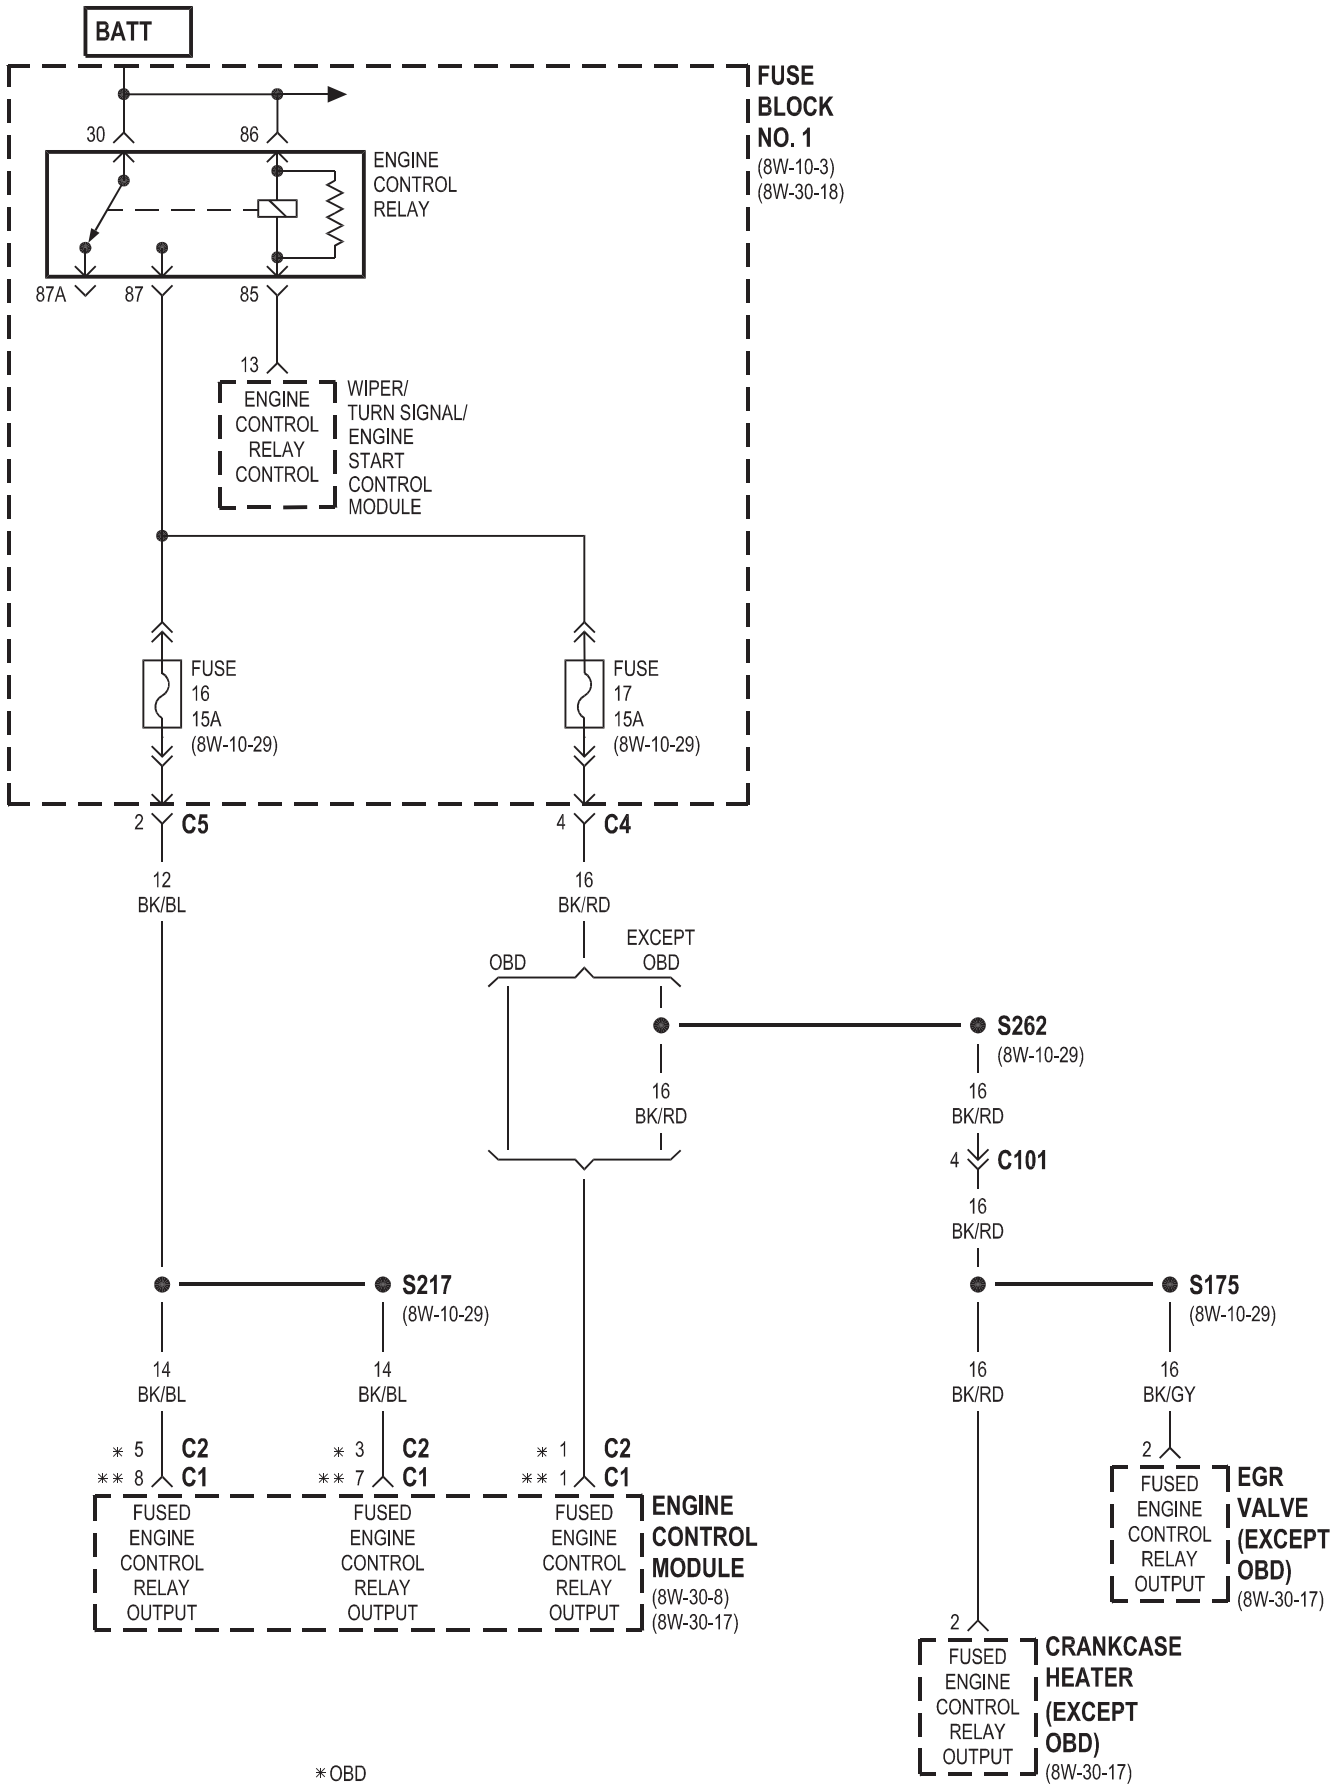 BATT
FUSE
BLOCK
NO. 1
(8W-10-3)
(8W-30-18)
30
86
ENGINE
CONTROL
RELAY
87A
87
85
13
ENGINE
CONTROL
RELAY
CONTROL
WIPER/
TURN SIGNAL/
ENGINE
START
CONTROL
MODULE
FUSE
16
15A
(8W-10-29)
FUSE
17
15A
(8W-10-29)
2 C5
4 C4
12
BK/BL
16
BK/RD
OBD
EXCEPT
OBD
S262
(8W-10-29)
16
BK/RD
16
BK/RD
4 C101
16
BK/RD
S217
(8W-10-29)
S175
(8W-10-29)
14
BK/BL
14
BK/BL
16
BK/RD
16
BK/GY
* 5 C2
** 8 C1
* 3 C2
** 7 C1
* 1 C2
** 1 C1
2
FUSED
ENGINE
CONTROL
RELAY
OUTPUT
FUSED
ENGINE
CONTROL
RELAY
OUTPUT
FUSED
ENGINE
CONTROL
RELAY
OUTPUT
ENGINE
CONTROL
MODULE
(8W-30-8)
(8W-30-17)
FUSED
ENGINE
CONTROL
RELAY
OUTPUT
EGR
VALVE
(EXCEPT
OBD)
(8W-30-17)
2
FUSED
ENGINE
CONTROL
RELAY
OUTPUT
CRANKCASE
HEATER
(EXCEPT
OBD)
(8W-30-17)
* OBD